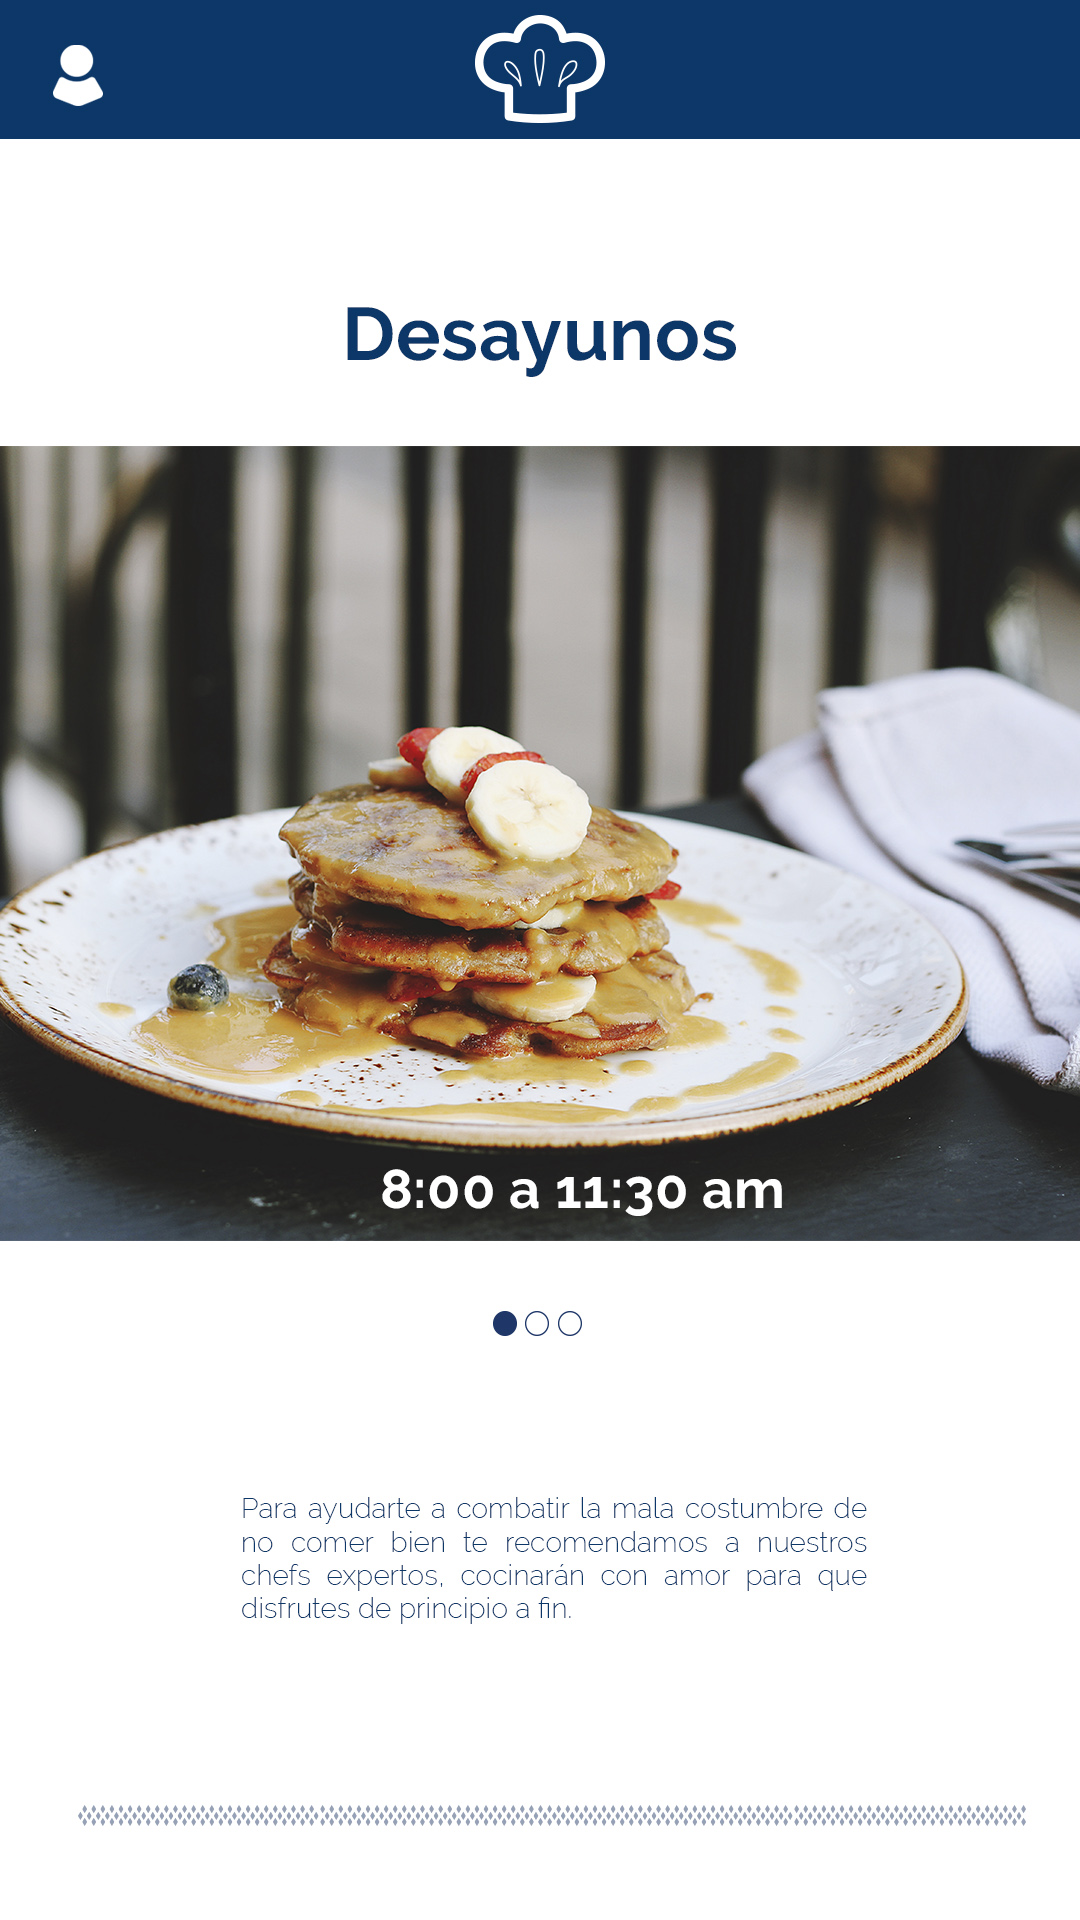 Desayunos
8:00 a 11:30 am
Para ayudarte a combatir la mala costumbre de
no comer bien te recomendamos a nuestros
chefs expertos, cocinarán con amor para que
disfrutes de principio a fin.